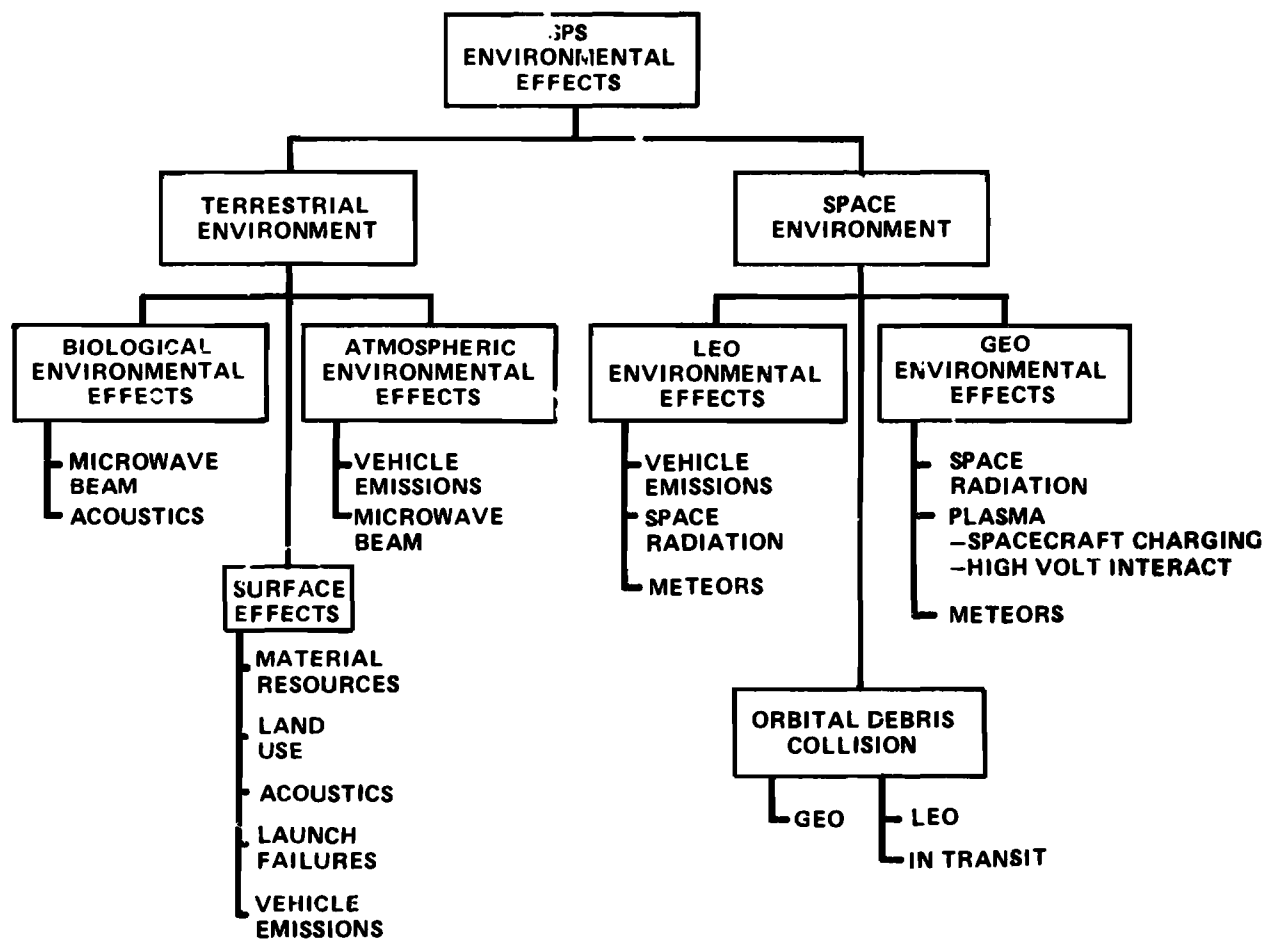 SPS
ENVIRONMENTAL
EFFECTS
TERRESTRIAL
ENVIRONMENT
SPACE
ENVIRONMENT
BIOLOGICAL
ENVIRONMENTAL
EFFECTS
ATMOSPHERIC
ENVIRONMENTAL
EFFECTS
LEO
ENVIRONMENTAL
EFFECTS
GEO
ENVIRONMENTAL
EFFECTS
MICROWAVE
BEAM
ACOUSTICS
VEHICLE
EMISSIONS
MICROWAVE
BEAM
VEHICLE
EMISSIONS
SPACE
RADIATION
METEORS
SPACE
RADIATION
PLASMA
–SPACECRAFT CHARGING
–HIGH VOLT INTERACT
METEORS
SURFACE
EFFECTS
MATERIAL
RESOURCES
LAND
USE
ACOUSTICS
LAUNCH
FAILURES
VEHICLE
EMISSIONS
ORBITAL DEBRIS
COLLISION
GEO
LEO
IN TRANSIT